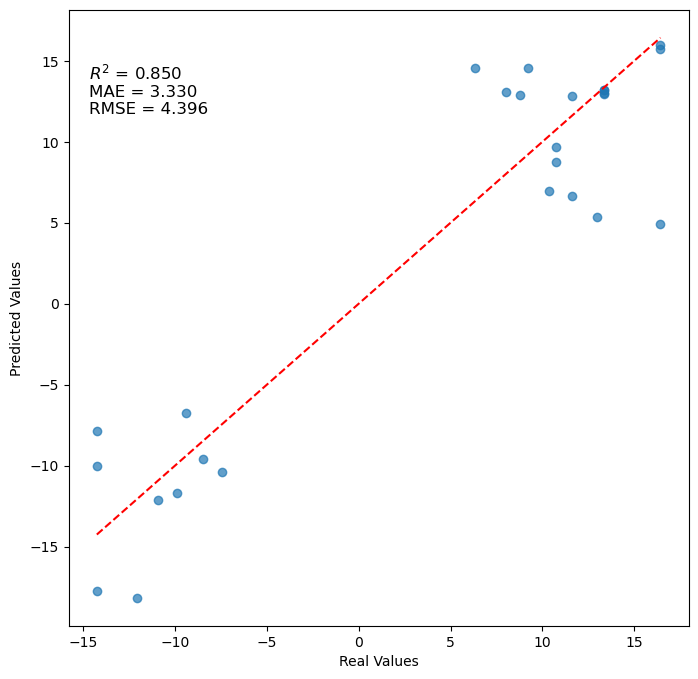 R² = 0.850
MAE = 3.330
RMSE = 4.396
15
10
5
0
−5
−10
−15
Predicted Values
−15 −10 −5 0 5 10 15
Real Values